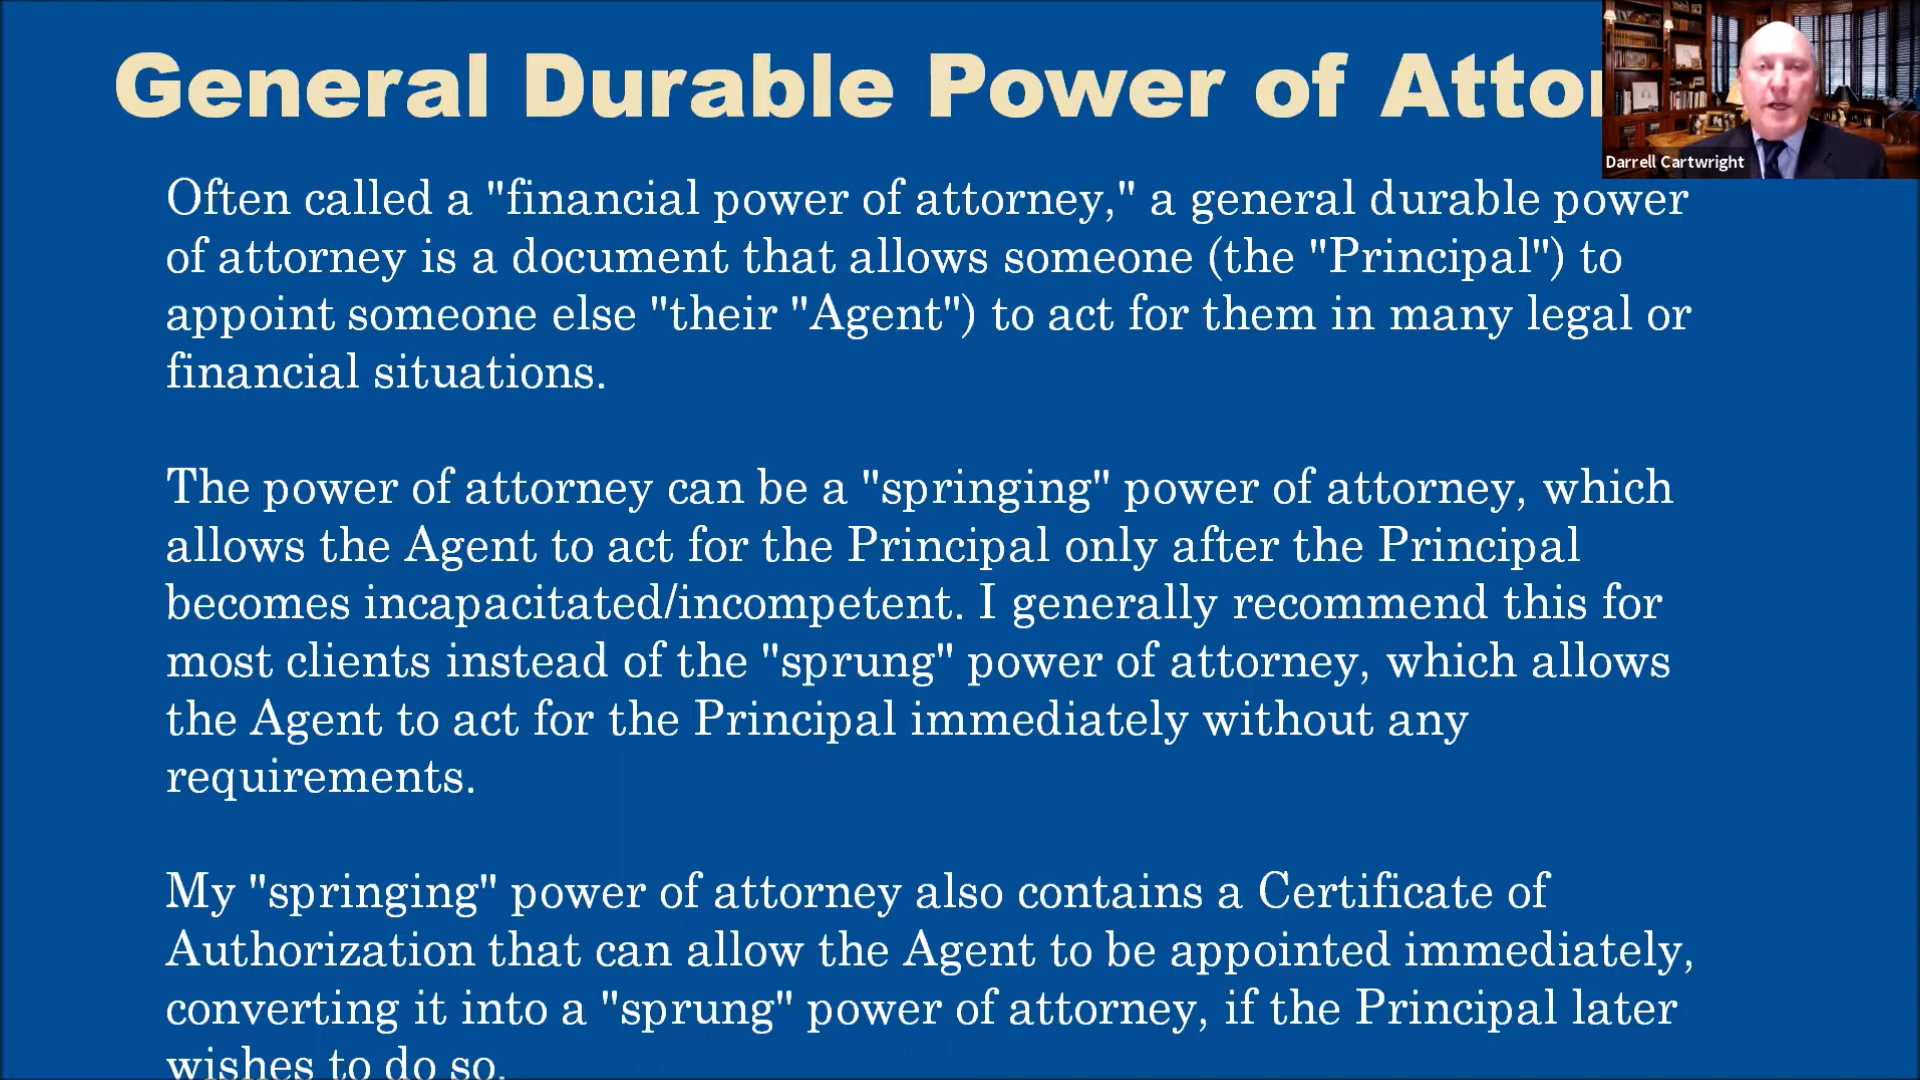 General Durable Power of Attor
Darrell Cartwright
Often called a "financial power of attorney," a general durable power
of attorney is a document that allows someone (the "Principal") to
appoint someone else "their "Agent") to act for them in many legal or
financial situations.
The power of attorney can be a "springing" power of attorney, which
allows the Agent to act for the Principal only after the Principal
becomes incapacitated/incompetent. I generally recommend this for
most clients instead of the "sprung" power of attorney, which allows
the Agent to act for the Principal immediately without any
requirements.
My "springing" power of attorney also contains a Certificate of
Authorization that can allow the Agent to be appointed immediately,
converting it into a "sprung" power of attorney, if the Principal later
wishes to do so.